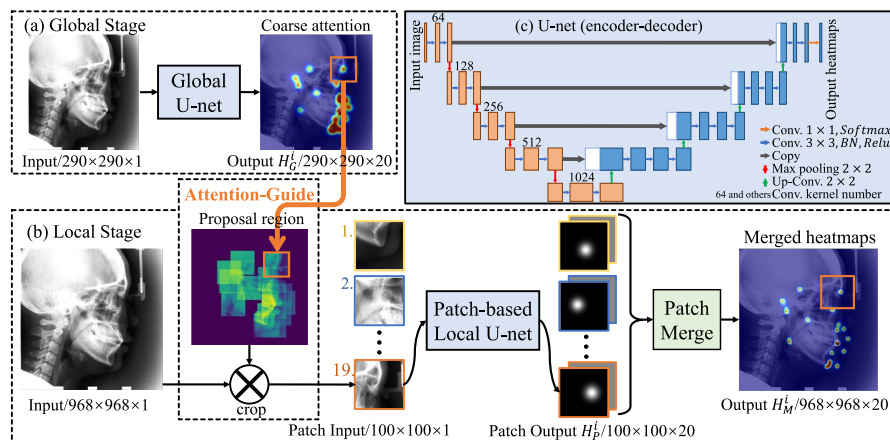 (a) Global Stage
Coarse attention
Global
U-net
Input/290×290×1
Output H_G^i/290×290×20
(c) U-net (encoder-decoder)
Input image
64
128
256
512
1024
Output heatmaps
Conv. 1 × 1, Softmax
Conv. 3 × 3, BN, Relu
Copy
Max pooling 2 × 2
Up-Conv. 2 × 2
64 and others Conv. kernel number
Attention-Guide
(b) Local Stage
Proposal region
Input/968×968×1
crop
1.
2.
19.
Patch Input/100×100×1
Patch-based
Local U-net
Patch Output H_P^i/100×100×20
Patch
Merge
Merged heatmaps
Output H_M^i/968×968×20